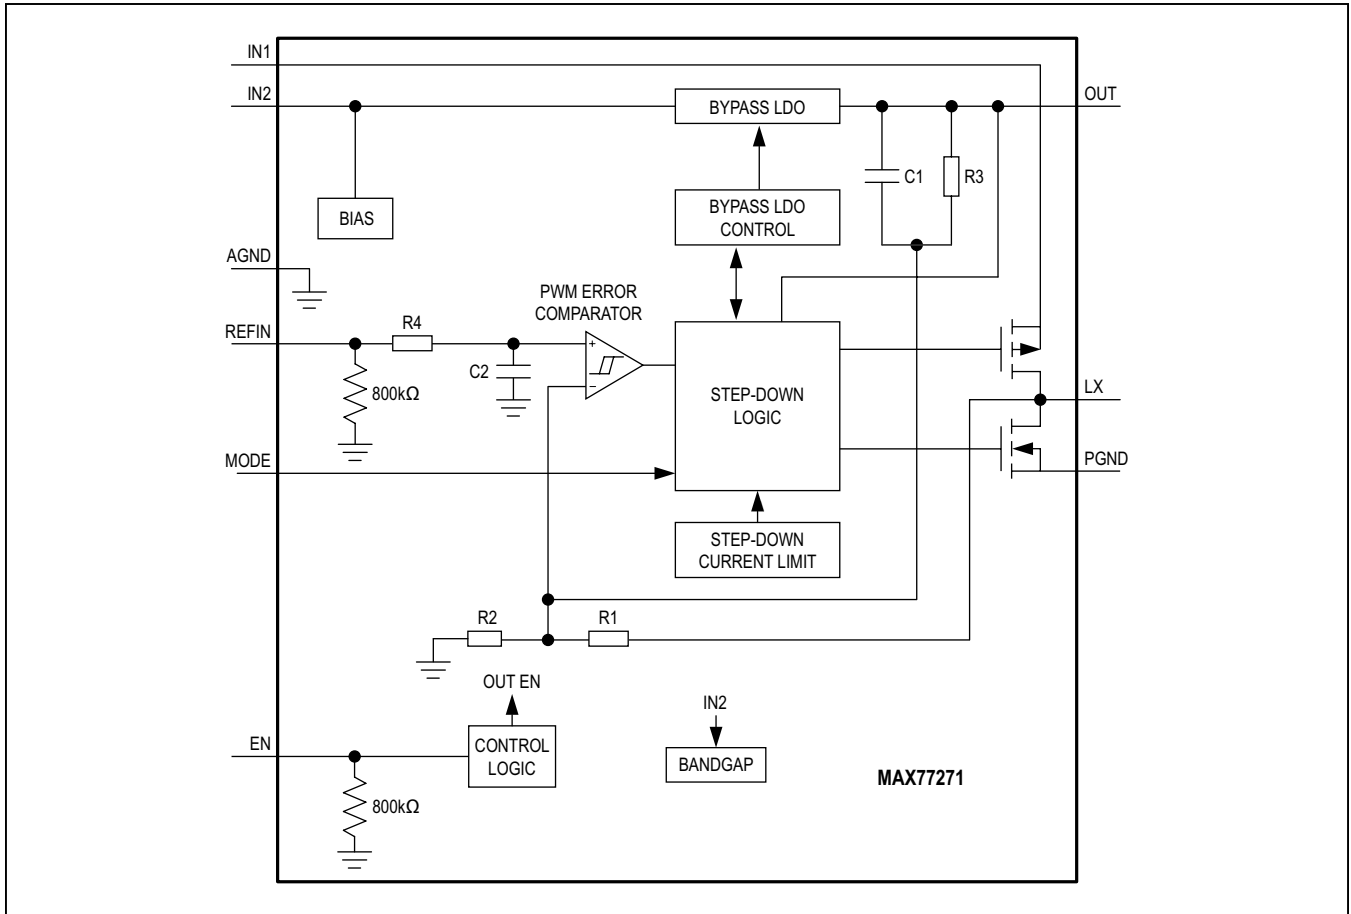 IN1
IN2
BYPASS LDO
OUT
C1
R3
BIAS
BYPASS LDO
CONTROL
AGND
PWM ERROR
COMPARATOR
REFIN
R4
+
C2
−
800kΩ
STEP-DOWN
LOGIC
LX
MODE
PGND
STEP-DOWN
CURRENT LIMIT
R2
R1
OUT EN
IN2
EN
CONTROL
LOGIC
BANDGAP
MAX77271
800kΩ